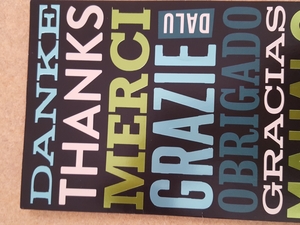 DANKE
THANKS
MERCI
GRAZIE
DALU
OBRIGADO
GRACIAS